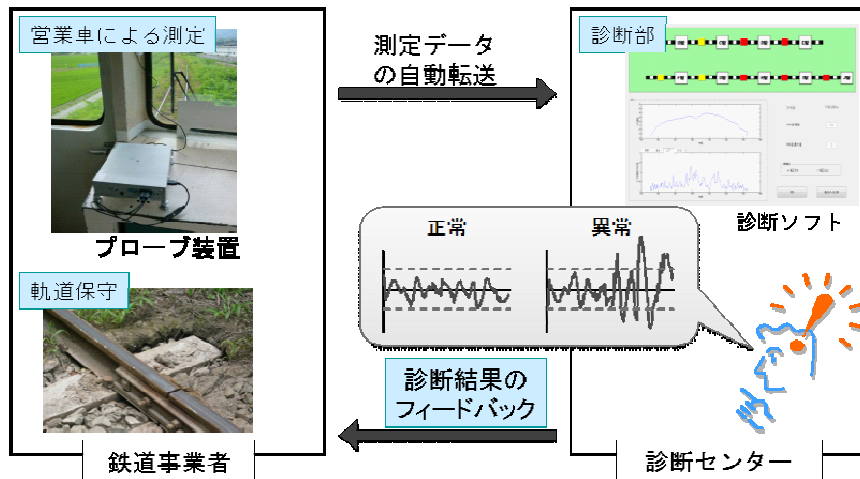 営業車による測定
プローブ装置
軌道保守
鉄道事業者
測定データ
の自動転送
診断部
診断ソフト
正常
異常
診断結果の
フィードバック
診断センター